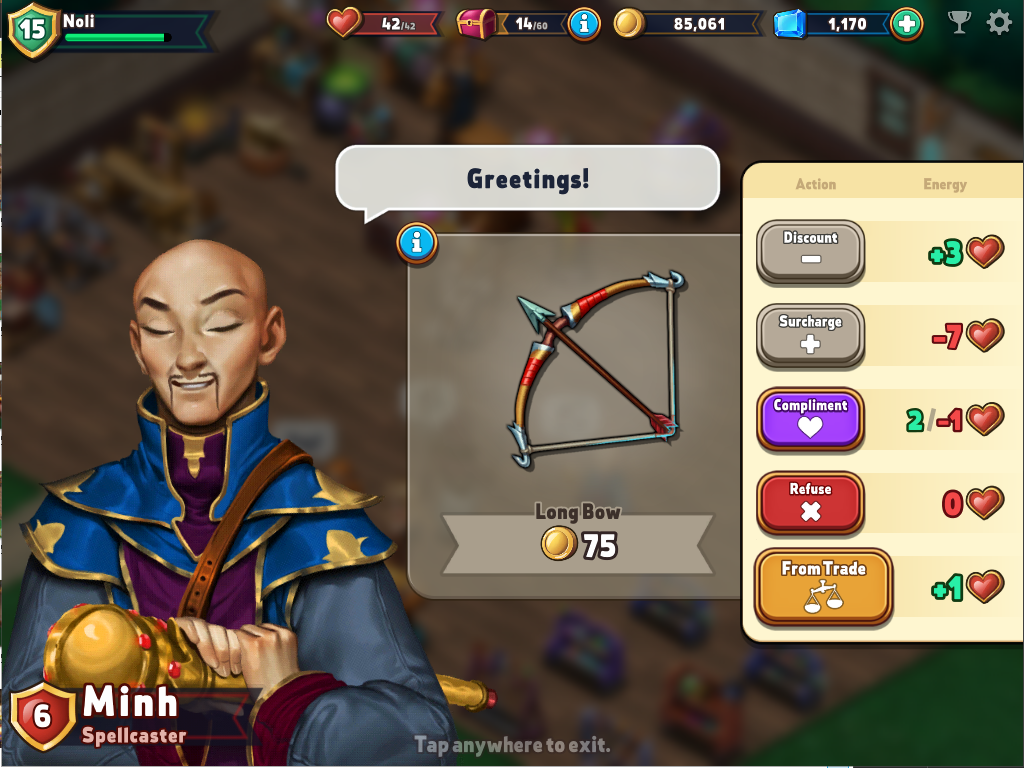 15
Noli
42/42
14/60
85,061
1,170
Greetings!
Action Energy
Discount +3
Surcharge -7
Compliment 2/-1
Refuse 0
From Trade +1
Long Bow
75
6
Minh
Spellcaster
Tap anywhere to exit.